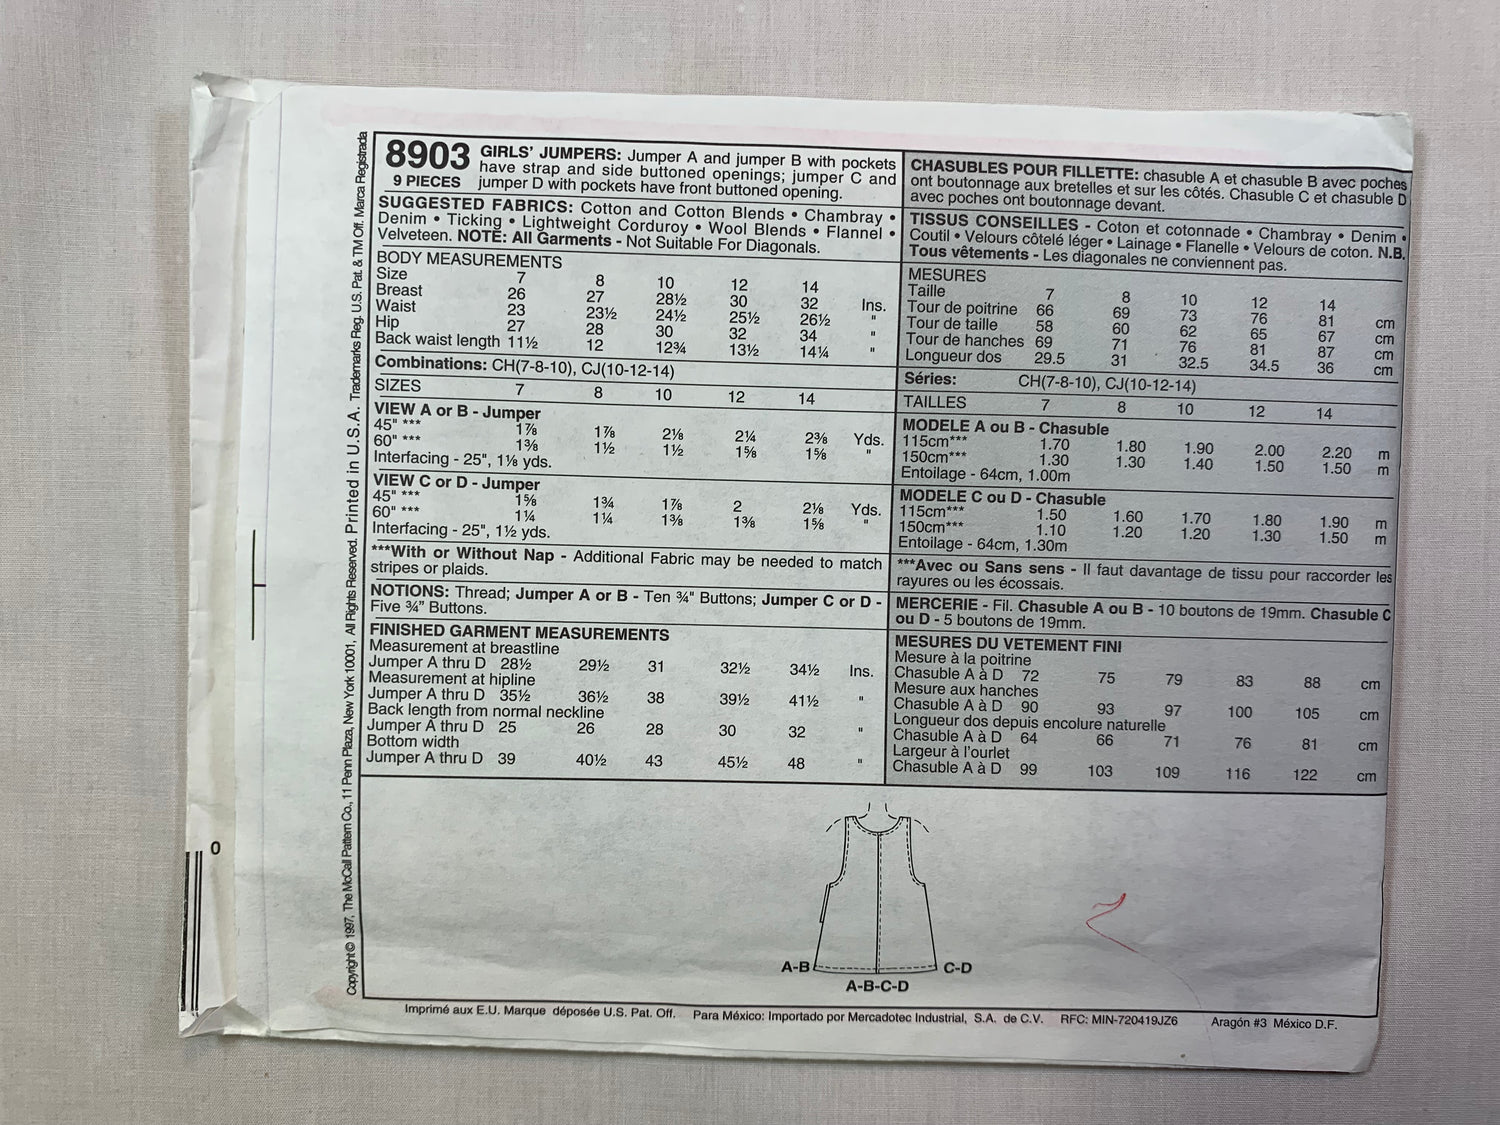 8903
9 PIECES
GIRLS' JUMPERS: Jumper A and jumper B with pockets
have strap and side buttoned openings; jumper C and
jumper D with pockets have front buttoned opening.
SUGGESTED FABRICS: Cotton and Cotton Blends • Chambray •
Denim • Ticking • Lightweight Corduroy • Wool Blends • Flannel •
Velveteen. NOTE: All Garments - Not Suitable For Diagonals.
BODY MEASUREMENTS
Size 7 8 10 12 14
Breast 26 27 28½ 30 32 Ins.
Waist 23 23½ 24½ 25½ 26½ "
Hip 27 28 30 32 34 "
Back waist length 11½ 12 12¾ 13½ 14¼ "
Combinations: CH(7-8-10), CJ(10-12-14)
SIZES 7 8 10 12 14
VIEW A or B - Jumper
45" *** 1⅞ 1⅞ 2⅛ 2¼ 2⅜ Yds.
60" *** 1⅜ 1½ 1½ 1⅝ 1⅝ "
Interfacing - 25", 1⅛ yds.
VIEW C or D - Jumper
45" *** 1⅝ 1¾ 1⅞ 2 2⅛ Yds.
60" *** 1¼ 1¼ 1⅜ 1⅜ 1⅝ "
Interfacing - 25", 1½ yds.
***With or Without Nap - Additional Fabric may be needed to match
stripes or plaids.
NOTIONS: Thread; Jumper A or B - Ten ¾" Buttons; Jumper C or D -
Five ¾" Buttons.
FINISHED GARMENT MEASUREMENTS
Measurement at breastline
Jumper A thru D 28½ 29½ 31 32½ 34½ Ins.
Measurement at hipline
Jumper A thru D 35½ 36½ 38 39½ 41½ "
Back length from normal neckline
Jumper A thru D 25 26 28 30 32 "
Bottom width
Jumper A thru D 39 40½ 43 45½ 48 "
CHASUBLES POUR FILLETTE: chasuble A et chasuble B avec poches
ont boutonnage aux bretelles et sur les côtés. Chasuble C et chasuble D
avec poches ont boutonnage devant.
TISSUS CONSEILLES - Coton et cotonnade • Chambray • Denim •
Coutil • Velours côtelé léger • Lainage • Flanelle • Velours de coton. N.B.
Tous vêtements - Les diagonales ne conviennent pas.
MESURES
Taille 7 8 10 12 14
Tour de poitrine 66 69 73 76 81 cm
Tour de taille 58 60 62 65 67 cm
Tour de hanches 69 71 76 81 87 cm
Longueur dos 29.5 31 32.5 34.5 36 cm
Séries: CH(7-8-10), CJ(10-12-14)
TAILLES 7 8 10 12 14
MODELE A ou B - Chasuble
115cm*** 1.70 1.80 1.90 2.00 2.20 m
150cm*** 1.30 1.30 1.40 1.50 1.50 m
Entoilage - 64cm, 1.00m
MODELE C ou D - Chasuble
115cm*** 1.50 1.60 1.70 1.80 1.90 m
150cm*** 1.10 1.20 1.20 1.30 1.50 m
Entoilage - 64cm, 1.30m
***Avec ou Sans sens - Il faut davantage de tissu pour raccorder les
rayures ou les écossais.
MERCERIE - Fil. Chasuble A ou B - 10 boutons de 19mm. Chasuble C
ou D - 5 boutons de 19mm.
MESURES DU VETEMENT FINI
Mesure à la poitrine
Chasuble A à D 72 75 79 83 88 cm
Mesure aux hanches
Chasuble A à D 90 93 97 100 105 cm
Longueur dos depuis encolure naturelle
Chasuble A à D 64 66 71 76 81 cm
Largeur à l'ourlet
Chasuble A à D 99 103 109 116 122 cm
A-B
C-D
A-B-C-D
Imprimé aux E.U. Marque déposée U.S. Pat. Off. Para México: Importado por Mercadotec Industrial, S.A. de C.V. RFC: MIN-720419JZ6 Aragón #3 México D.F.
Copyright © 1997, The McCall Pattern Co., 11 Penn Plaza, New York 10001, All Rights Reserved. Printed in U.S.A. Trademarks Reg. U.S. Pat. & TM Off. Marca Registrada
0